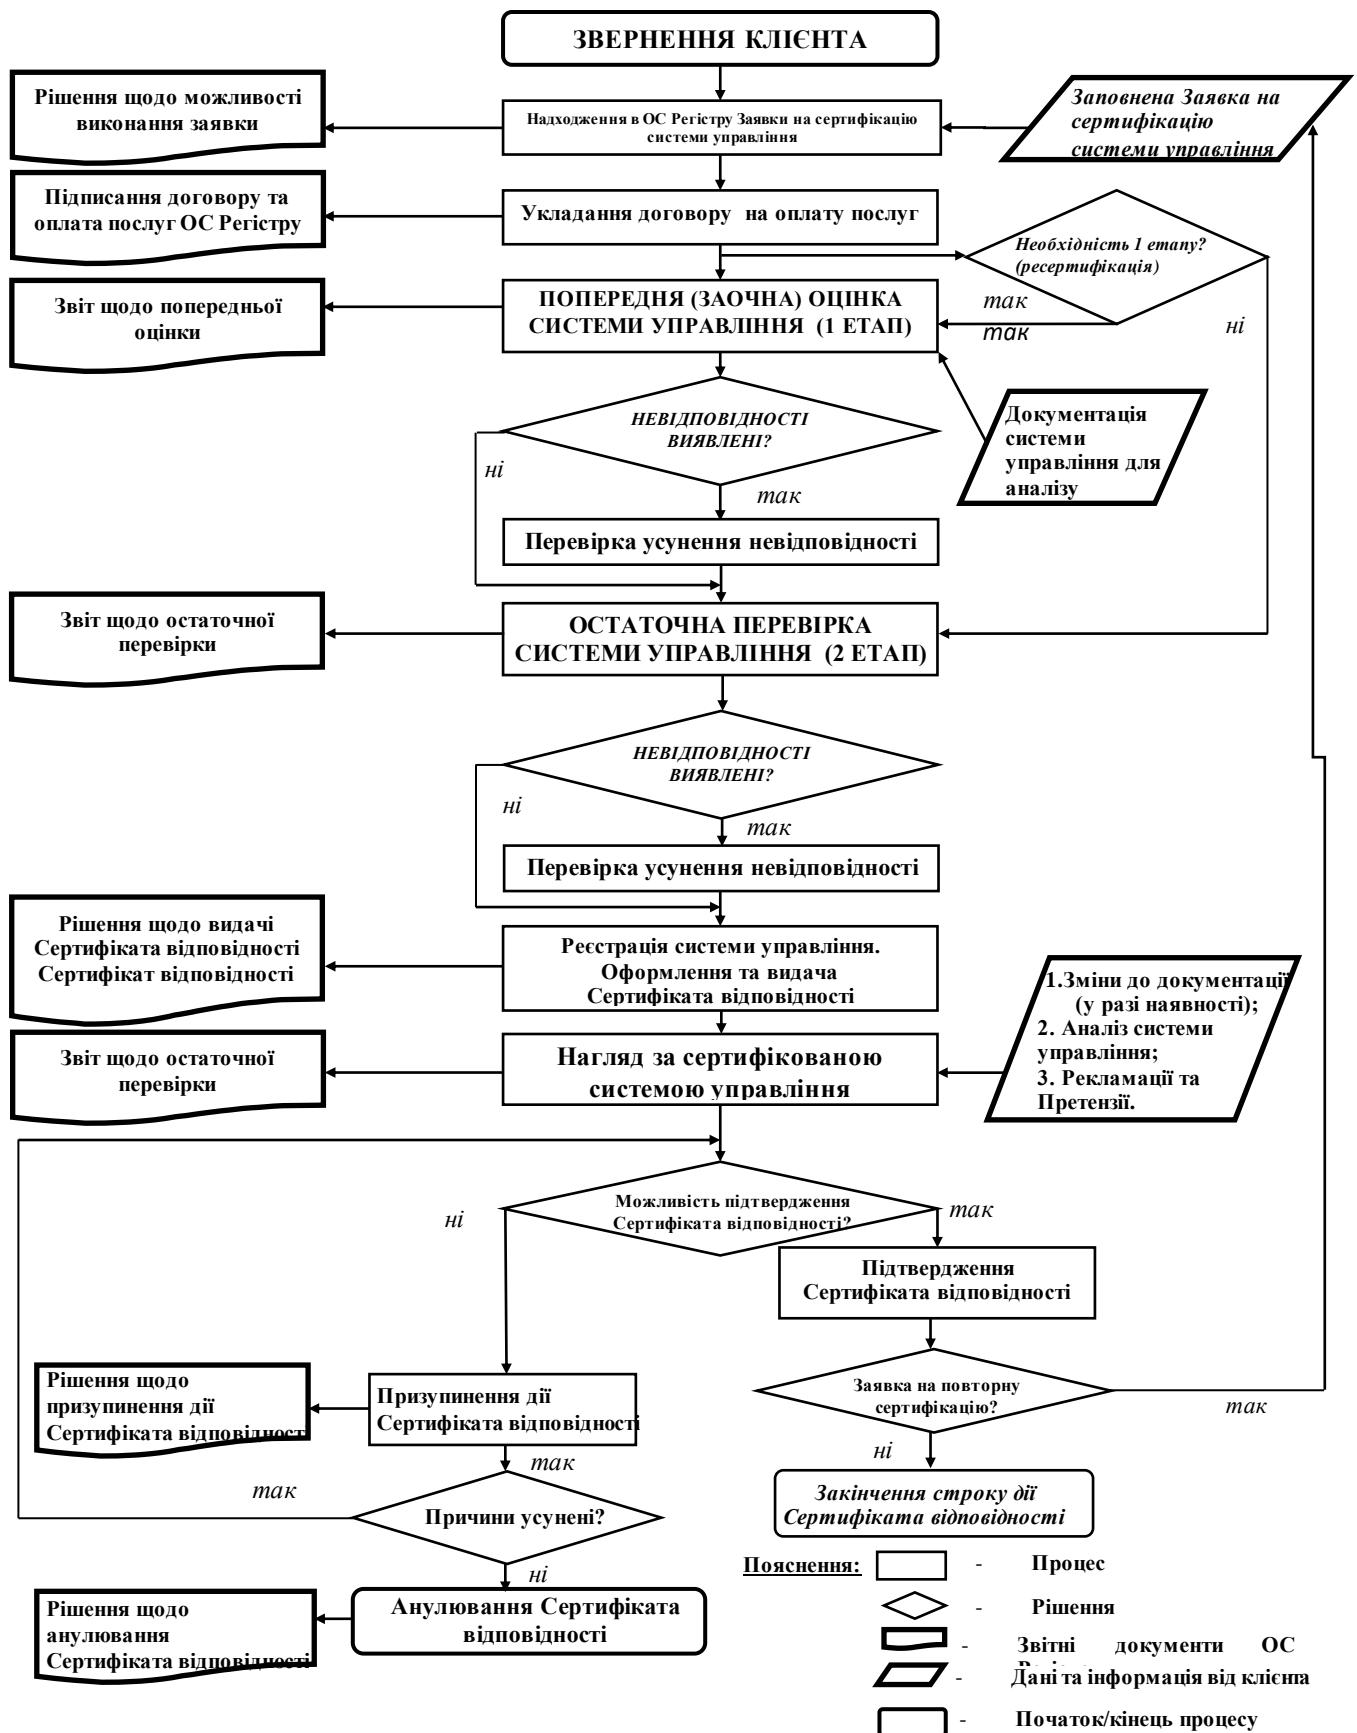 ЗВЕРНЕННЯ КЛІЄНТА
Рішення щодо можливості
виконання заявки
Надходження в ОС Регістру Заявки на сертифікацію
системи управління
Заповнена Заявка на
сертифікацію
системи управління
Підписання договору та
оплата послуг ОС Регістру
Укладання договору на оплату послуг
Необхідність 1 етапу?
(ресертифікація)
Звіт щодо попередньої
оцінки
ПОПЕРЕДНЯ (ЗАОЧНА) ОЦІНКА
СИСТЕМИ УПРАВЛІННЯ (1 ЕТАП)
так
так
ні
НЕВІДПОВІДНОСТІ
ВИЯВЛЕНІ?
Документація
системи
управління для
аналізу
ні
так
Перевірка усунення невідповідності
Звіт щодо остаточної
перевірки
ОСТАТОЧНА ПЕРЕВІРКА
СИСТЕМИ УПРАВЛІННЯ (2 ЕТАП)
НЕВІДПОВІДНОСТІ
ВИЯВЛЕНІ?
ні
так
Перевірка усунення невідповідності
Рішення щодо видачі
Сертифіката відповідності
Сертифікат відповідності
Реєстрація системи управління.
Оформлення та видача
Сертифіката відповідності
1.Зміни до документації
(у разі наявності);
2. Аналіз системи
управління;
3. Рекламації та
Претензії.
Звіт щодо остаточної
перевірки
Нагляд за сертифікованою
системою управління
Можливість підтвердження
Сертифіката відповідності?
ні
так
Підтвердження
Сертифіката відповідності
Рішення щодо
призупинення дії
Сертифіката відповідності
Призупинення дії
Сертифіката відповідності
Заявка на повторну
сертифікацію?
так
ні
так
так
Причини усунені?
Закінчення строку дії
Сертифіката відповідності
ні
Рішення щодо
анулювання
Сертифіката відповідності
Анулювання Сертифіката
відповідності
Пояснення:
- Процес
- Рішення
- Звітні документи ОС
- Дані та інформація від клієнта
- Початок/кінець процесу